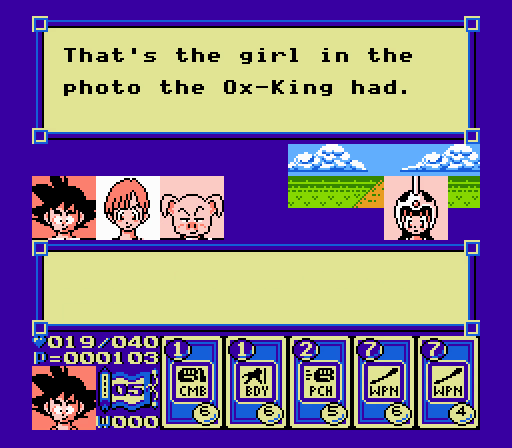 That's the girl in the
photo the Ox-King had.
019/040
P=000103
05
W000
1 1 2 7 7
CMB BDY PCH WPN WPN
6 6 5 6 4